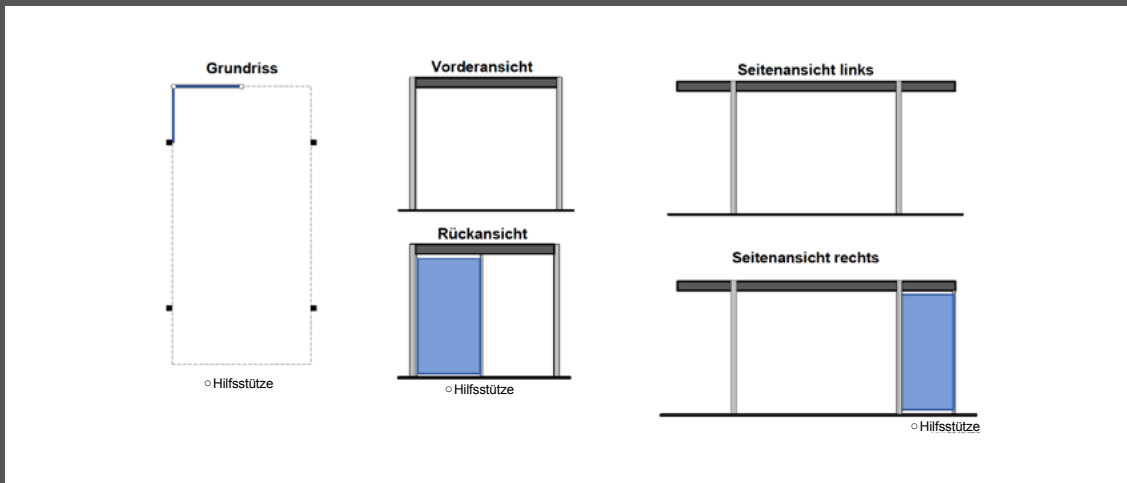 Grundriss
○ Hilfsstütze
Vorderansicht
Rückansicht
○ Hilfsstütze
Seitenansicht links
Seitenansicht rechts
○ Hilfsstütze